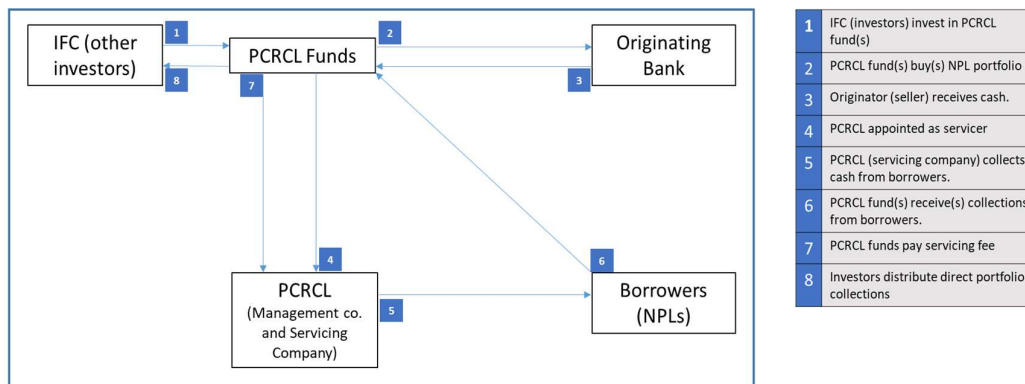 IFC (other
investors)
1
8
PCRCL Funds
7
2
3
Originating
Bank
4
PCRCL
(Management co.
and Servicing
Company)
5
6
Borrowers
(NPLs)
1 IFC (investors) invest in PCRCL
fund(s)
2 PCRCL fund(s) buy(s) NPL portfolio
3 Originator (seller) receives cash.
4 PCRCL appointed as servicer
5 PCRCL (servicing company) collects
cash from borrowers.
6 PCRCL fund(s) receive(s) collections
from borrowers.
7 PCRCL funds pay servicing fee
8 Investors distribute direct portfolio
collections